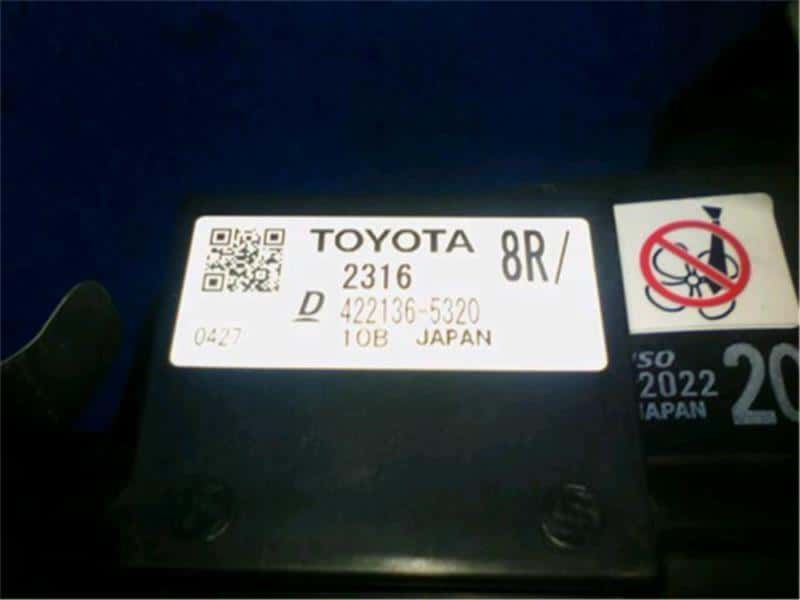 TOYOTA 8R/
2316
D 422136-5320
0427 10B JAPAN
2022
JAPAN 20